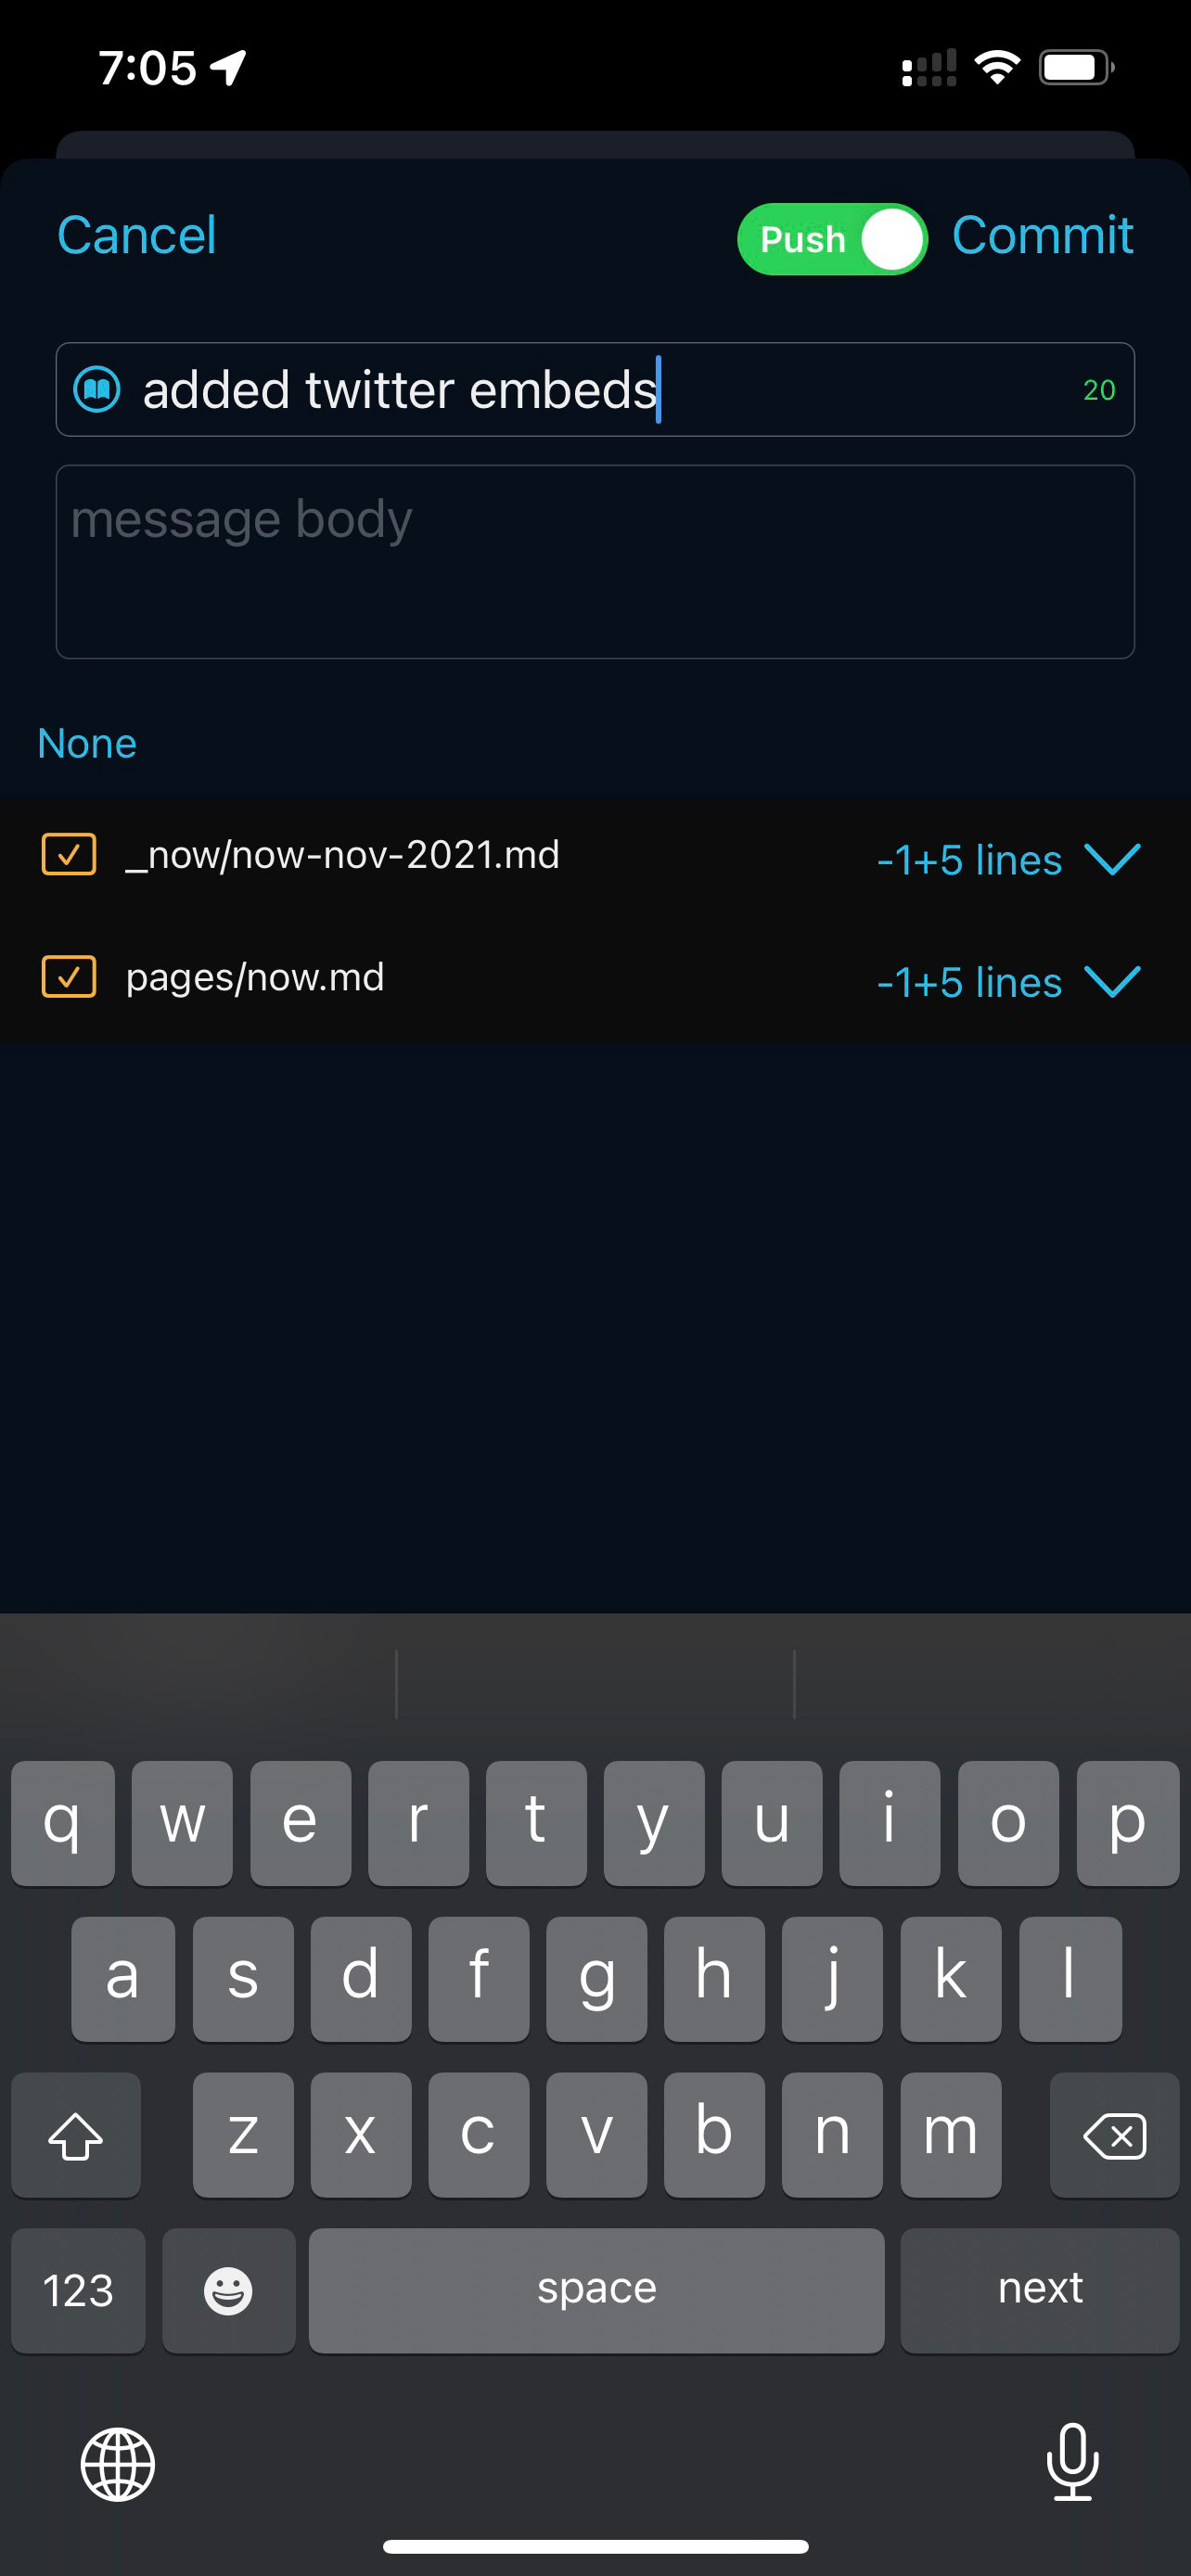 7:05
Cancel Push Commit
added twitter embeds 20
message body
None
_now/now-nov-2021.md -1+5 lines
pages/now.md -1+5 lines
q w e r t y u i o p
a s d f g h j k l
z x c v b n m
123 space next